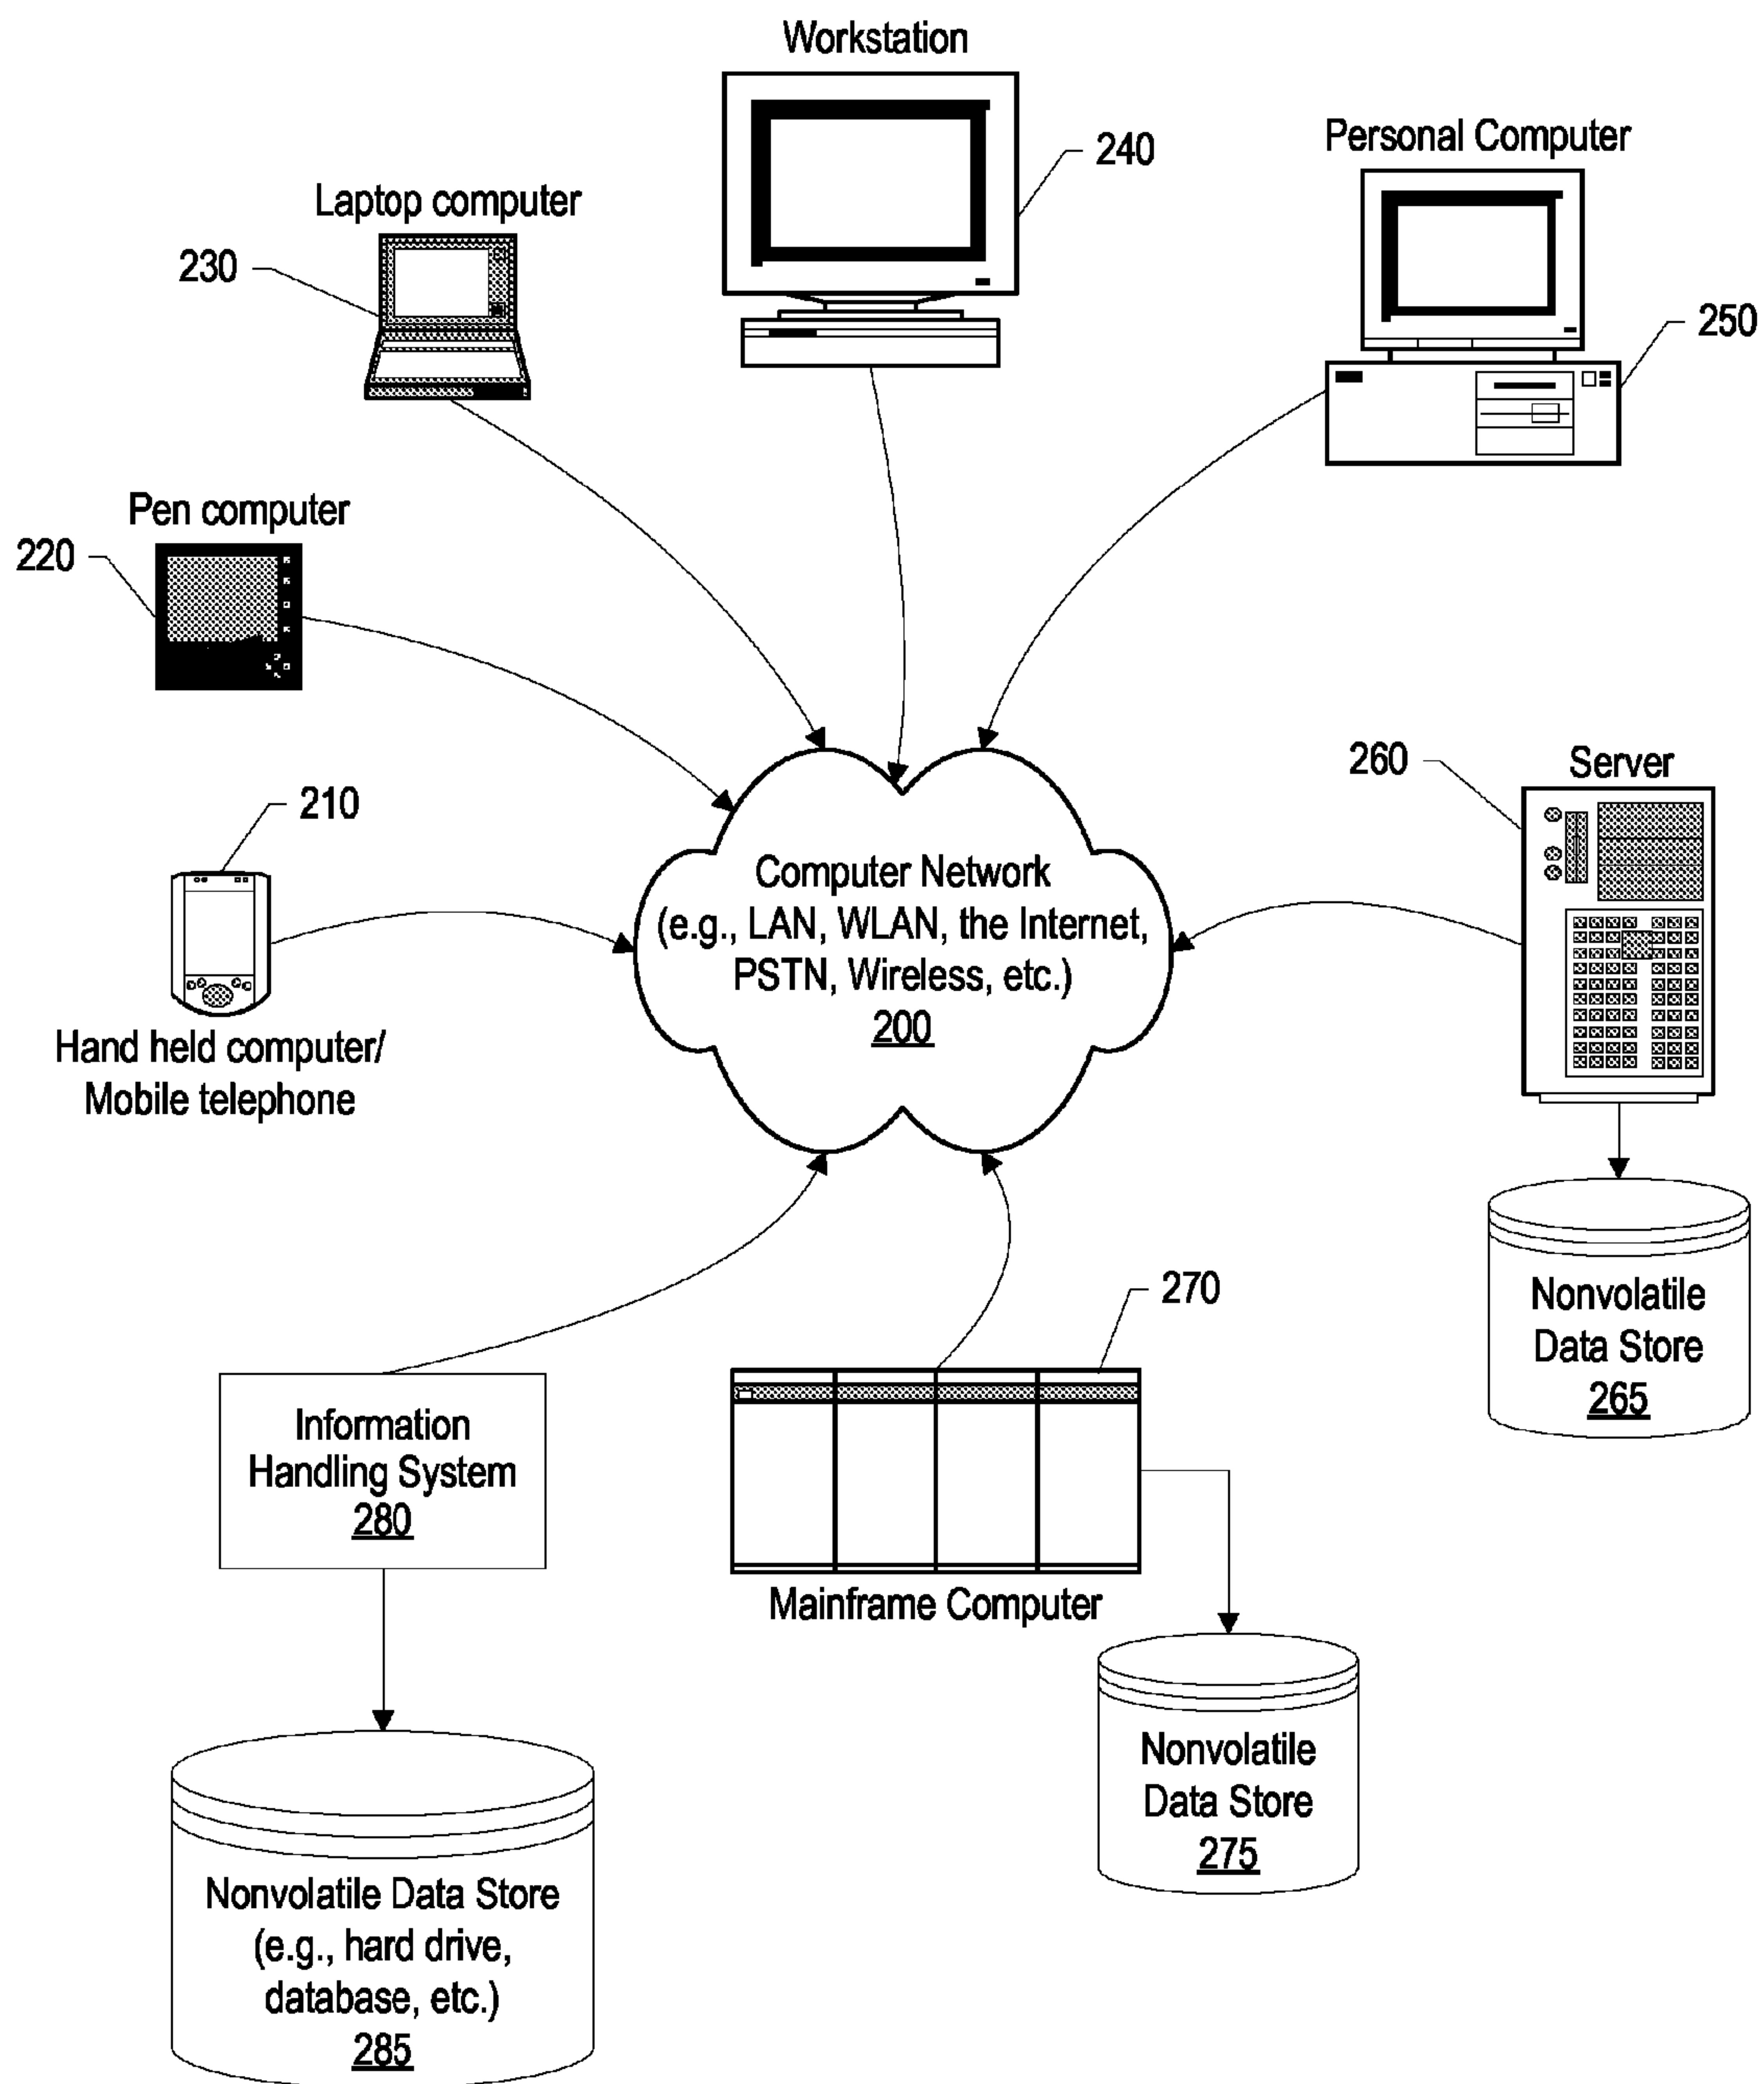 Workstation
240
Personal Computer
250
Laptop computer
230
Pen computer
220
210
Hand held computer/
Mobile telephone
Computer Network
(e.g., LAN, WLAN, the Internet,
PSTN, Wireless, etc.)
200
260
Server
Nonvolatile
Data Store
265
270
Mainframe Computer
Nonvolatile
Data Store
275
Information
Handling System
280
Nonvolatile Data Store
(e.g., hard drive,
database, etc.)
285